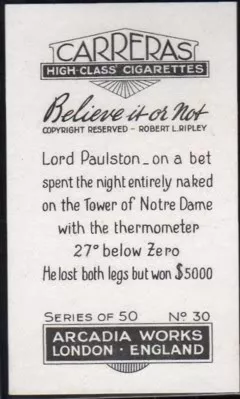 CARRERAS
HIGH-CLASS CIGARETTES
Believe it or Not
COPYRIGHT RESERVED – ROBERT L. RIPLEY
Lord Paulston _ on a bet
spent the night entirely naked
on the Tower of Notre Dame
with the thermometer
27° below Zero
He lost both legs but won $5000
SERIES OF 50 Nº 30
ARCADIA WORKS
LONDON · ENGLAND